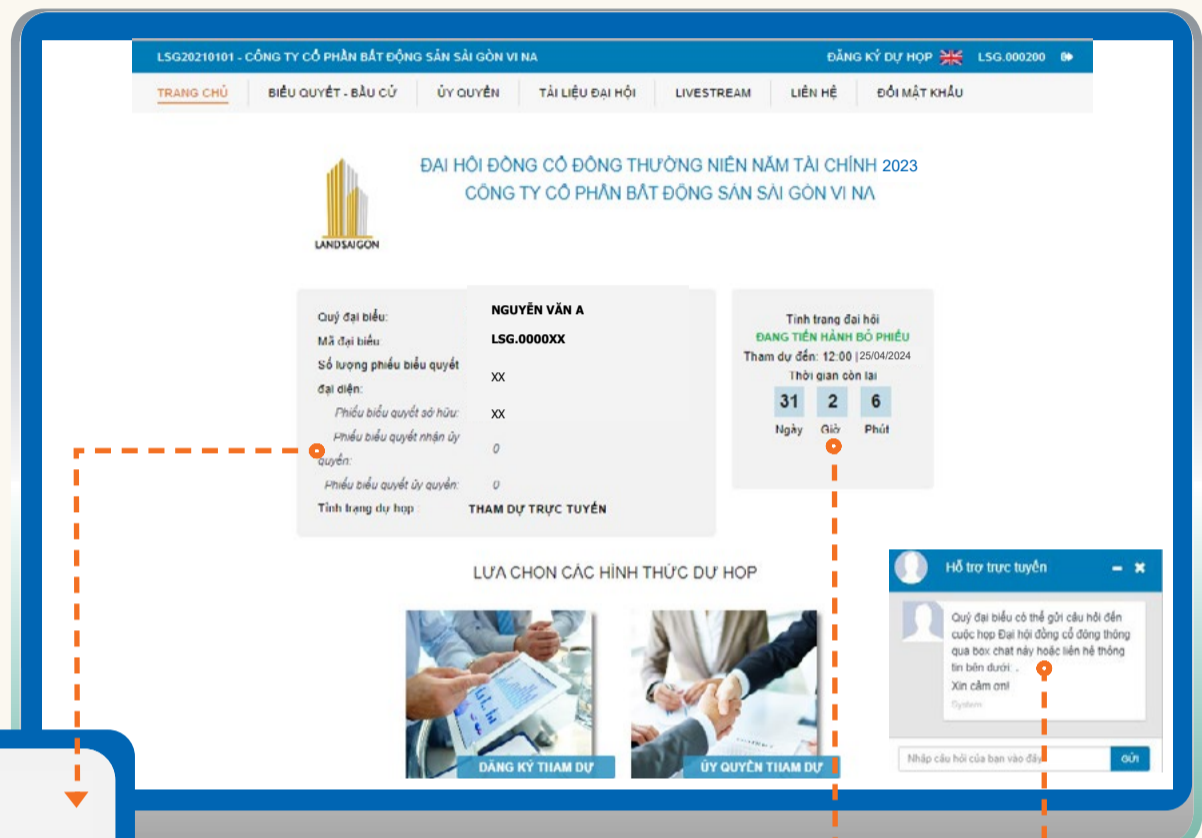 LSG20210101 - CÔNG TY CỔ PHẦN BẤT ĐỘNG SẢN SÀI GÒN VI NA
ĐĂNG KÝ DỰ HỌP LSG.000200
TRANG CHỦ BIỂU QUYẾT - BẦU CỬ ỦY QUYỀN TÀI LIỆU ĐẠI HỘI LIVESTREAM LIÊN HỆ ĐỔI MẬT KHẨU
ĐẠI HỘI ĐỒNG CỔ ĐÔNG THƯỜNG NIÊN NĂM TÀI CHÍNH 2023
CÔNG TY CỔ PHẦN BẤT ĐỘNG SẢN SÀI GÒN VI NA
LANDSAIGON
Quý đại biểu: NGUYỄN VĂN A
Mã đại biểu: LSG.0000XX
Số lượng phiếu biểu quyết
đại diện: XX
Phiếu biểu quyết sở hữu: XX
Phiếu biểu quyết nhận ủy
quyền: 0
Phiếu biểu quyết ủy quyền: 0
Tình trạng dự họp : THAM DỰ TRỰC TUYẾN
Tình trạng đại hội
ĐANG TIẾN HÀNH BỎ PHIẾU
Tham dự đến: 12:00 |25/04/2024
Thời gian còn lại
31 2 6
Ngày Giờ Phút
LỰA CHỌN CÁC HÌNH THỨC DỰ HỌP
ĐĂNG KÝ THAM DỰ
ỦY QUYỀN THAM DỰ
Hỗ trợ trực tuyến
Quý đại biểu có thể gửi câu hỏi đến
cuộc họp Đại hội đồng cổ đông thông
qua box chat này hoặc liên hệ thông
tin bên dưới: .
Xin cảm ơn!
System
Nhập câu hỏi của bạn vào đây
GỬI